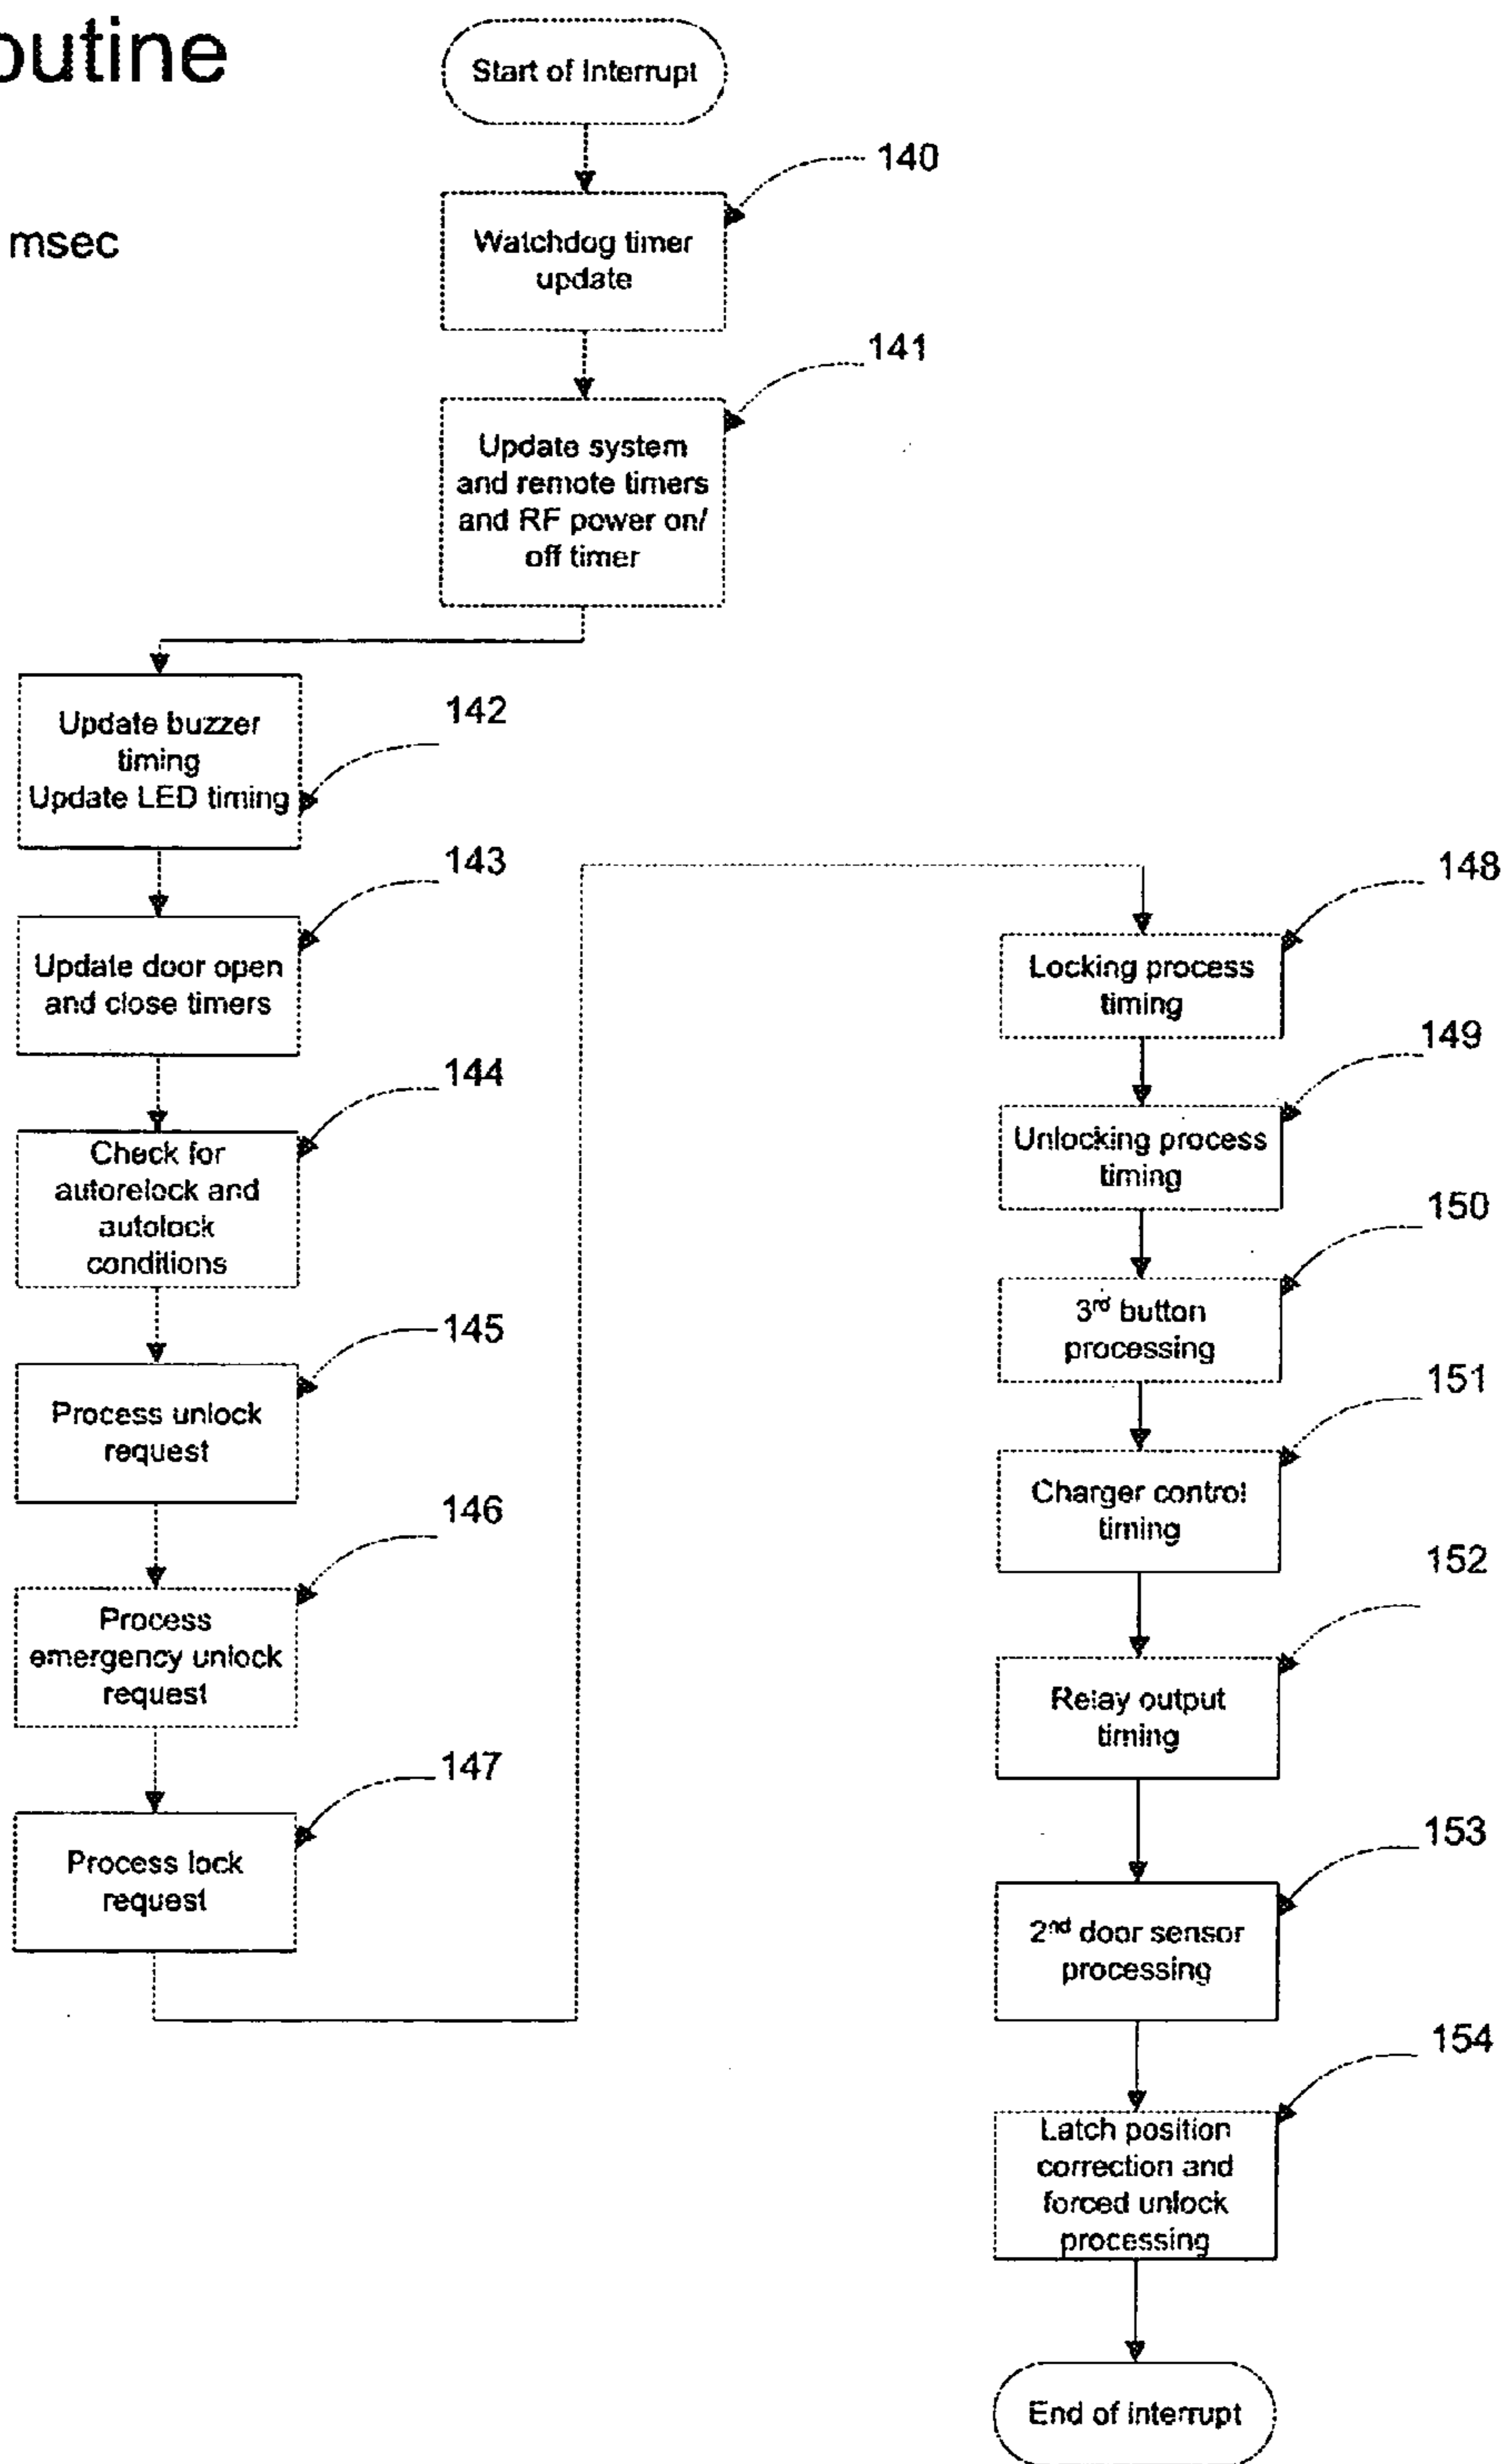 outine
msec
Start of Interrupt
140
Watchdog timer
update
141
Update system
and remote timers
and RF power on/
off timer
142
Update buzzer
timing
Update LED timing
143
Update door open
and close timers
144
Check for
autorelock and
autolock
conditions
145
Process unlock
request
146
Process
emergency unlock
request
147
Process lock
request
148
Locking process
timing
149
Unlocking process
timing
150
3rd button
processing
151
Charger control
timing
152
Relay output
timing
153
2nd door sensor
processing
154
Latch position
correction and
forced unlock
processing
End of interrupt